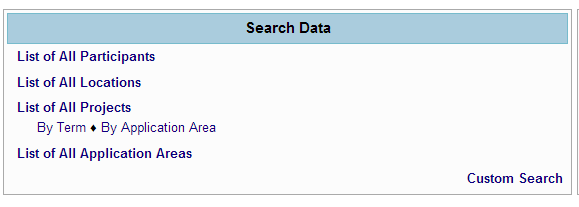 Search Data
List of All Participants
List of All Locations
List of All Projects
By Term ♦ By Application Area
List of All Application Areas
Custom Search